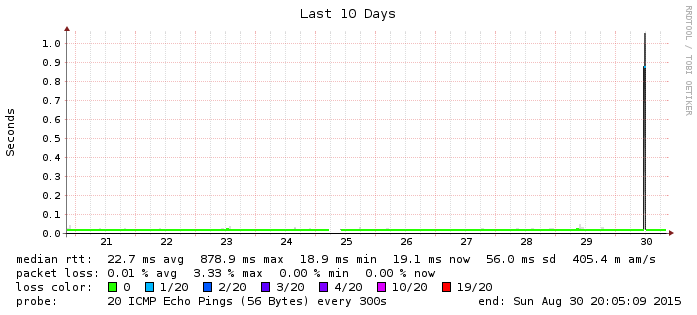 Last 10 Days
RRDTOOL / TOBI OETIKER
Seconds
1.0
0.9
0.8
0.7
0.6
0.5
0.4
0.3
0.2
0.1
0.0
21 22 23 24 25 26 27 28 29 30
median rtt: 22.7 ms avg 878.9 ms max 18.9 ms min 19.1 ms now 56.0 ms sd 405.4 m am/s
packet loss: 0.01 % avg 3.33 % max 0.00 % min 0.00 % now
loss color: 0 1/20 2/20 3/20 4/20 10/20 19/20
probe: 20 ICMP Echo Pings (56 Bytes) every 300s end: Sun Aug 30 20:05:09 2015